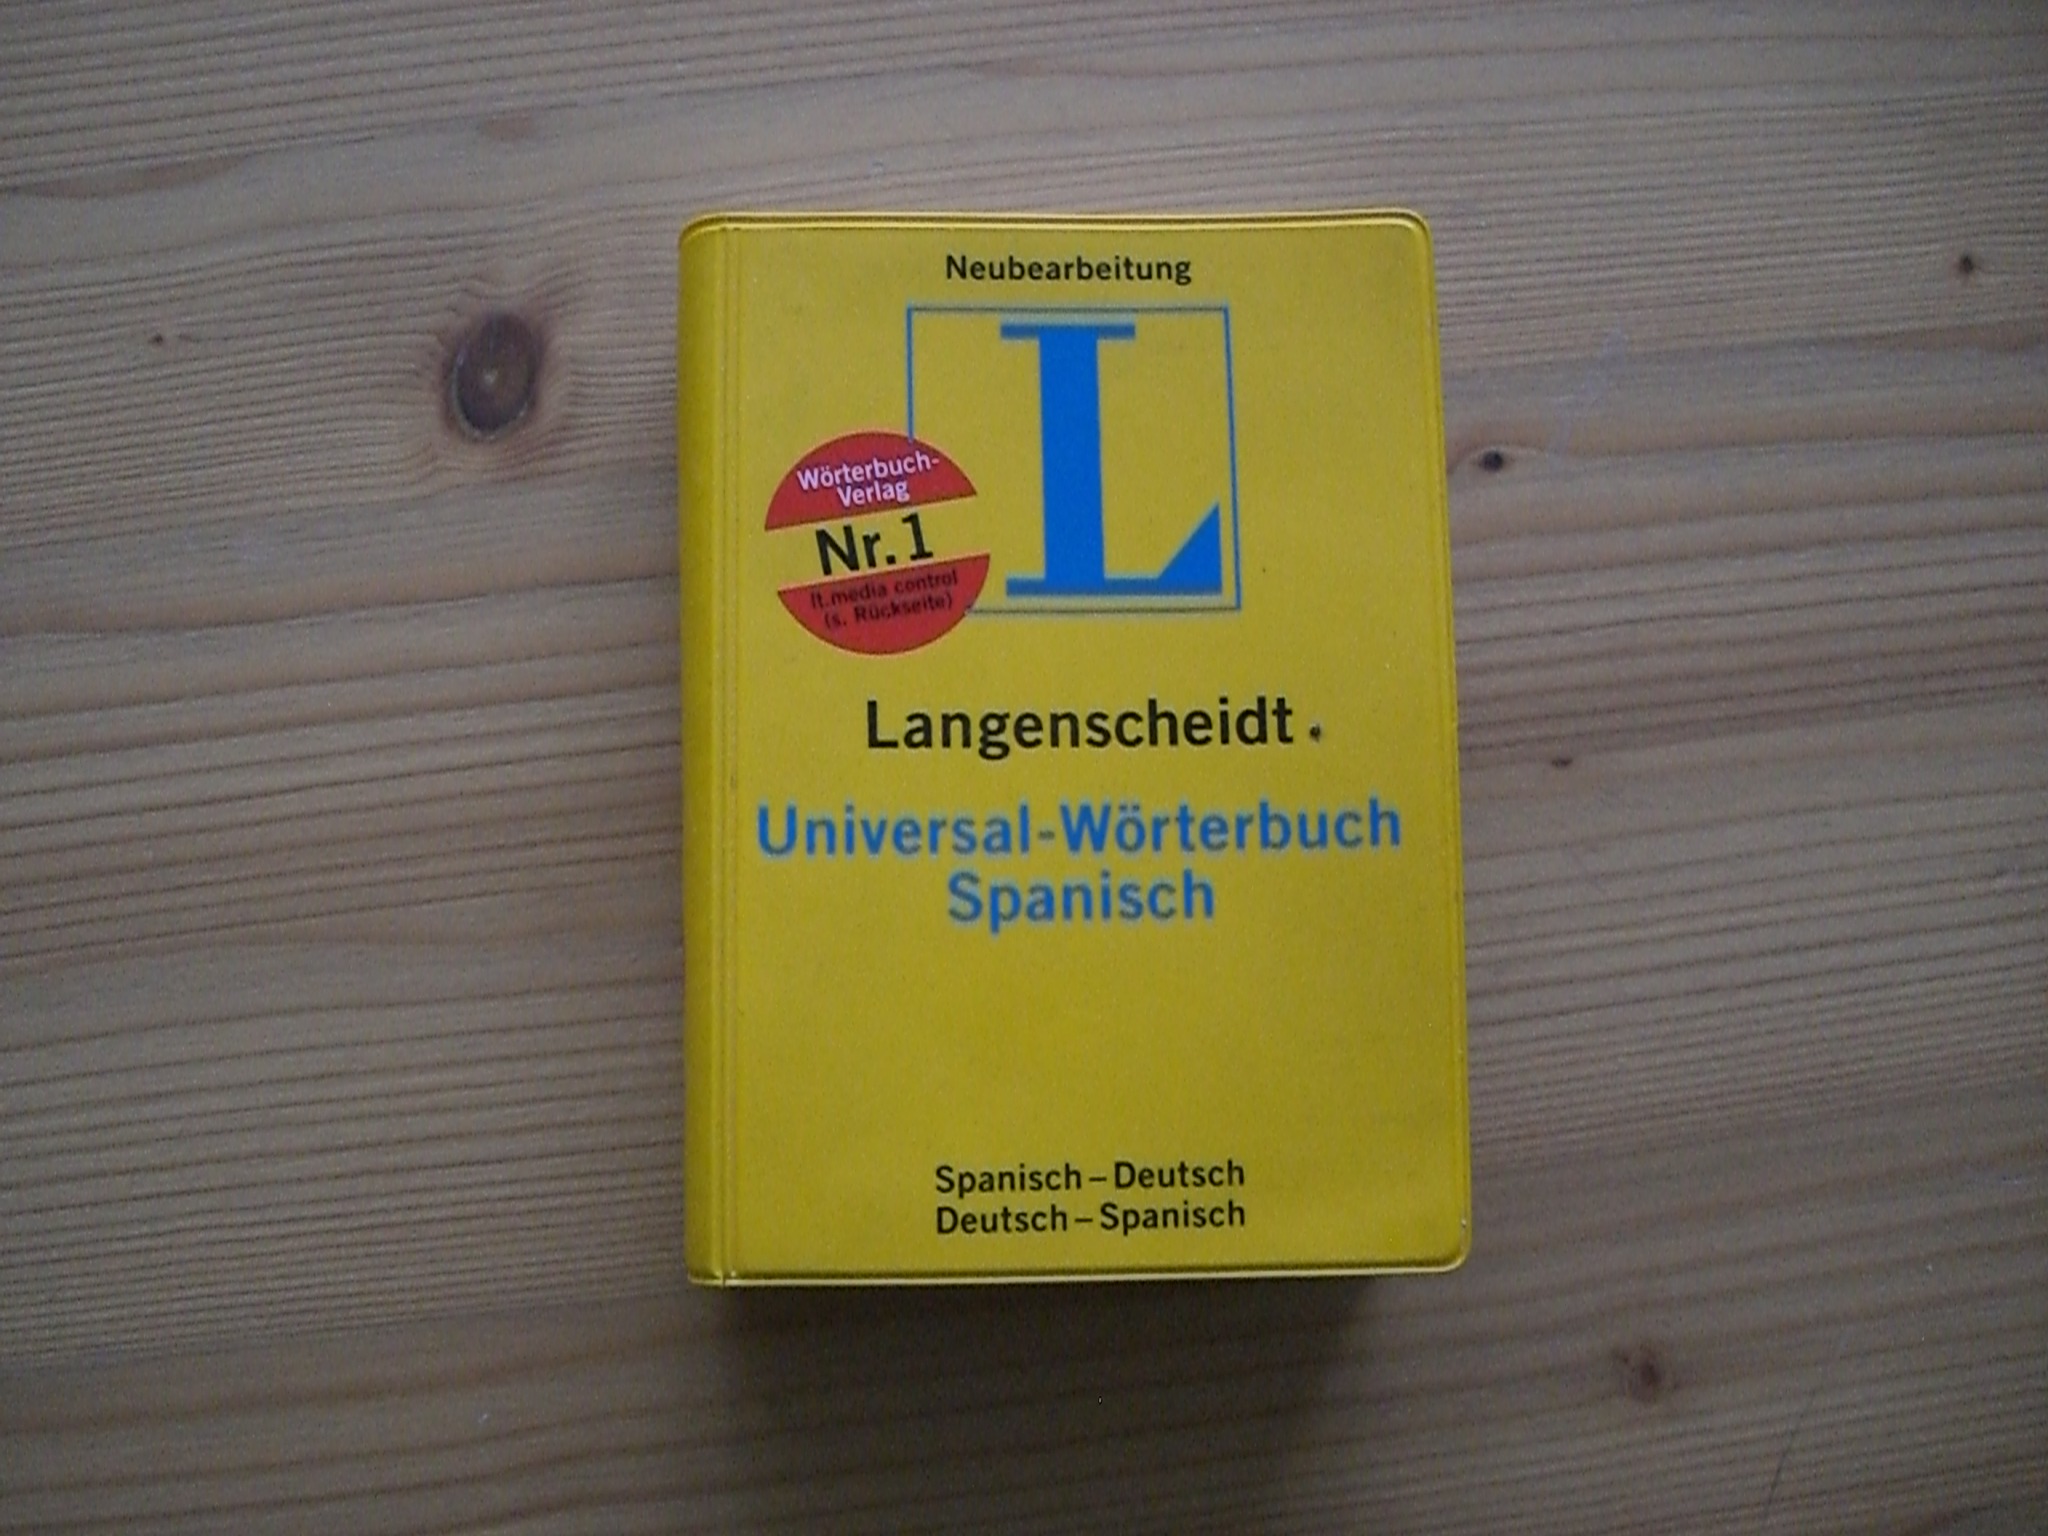 Neubearbeitung
L
Wörterbuch-
Verlag
Nr. 1
lt. media control
(s. Rückseite)
Langenscheidt
Universal-Wörterbuch
Spanisch
Spanisch – Deutsch
Deutsch – Spanisch